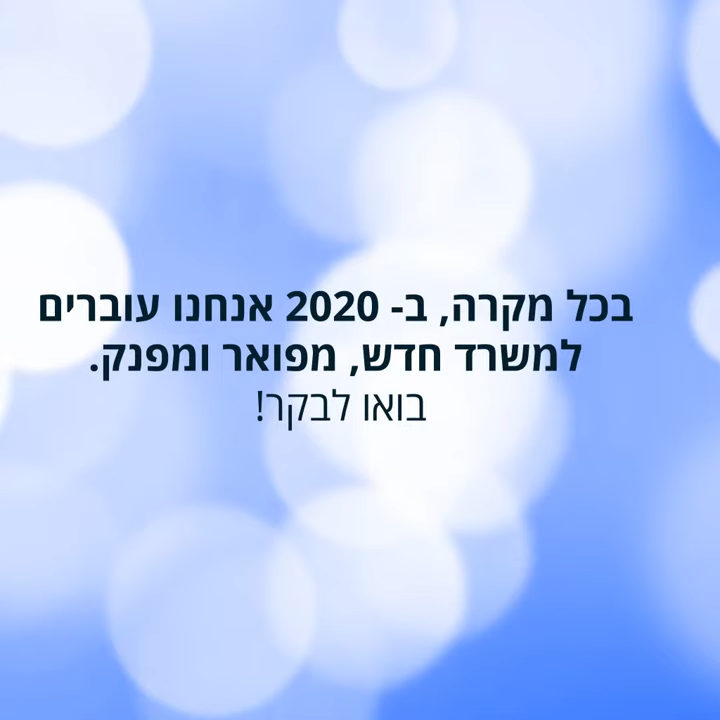 בכל מקרה, ב- 2020 אנחנו עוברים
למשרד חדש, מפואר ומפנק.
בואו לבקר!